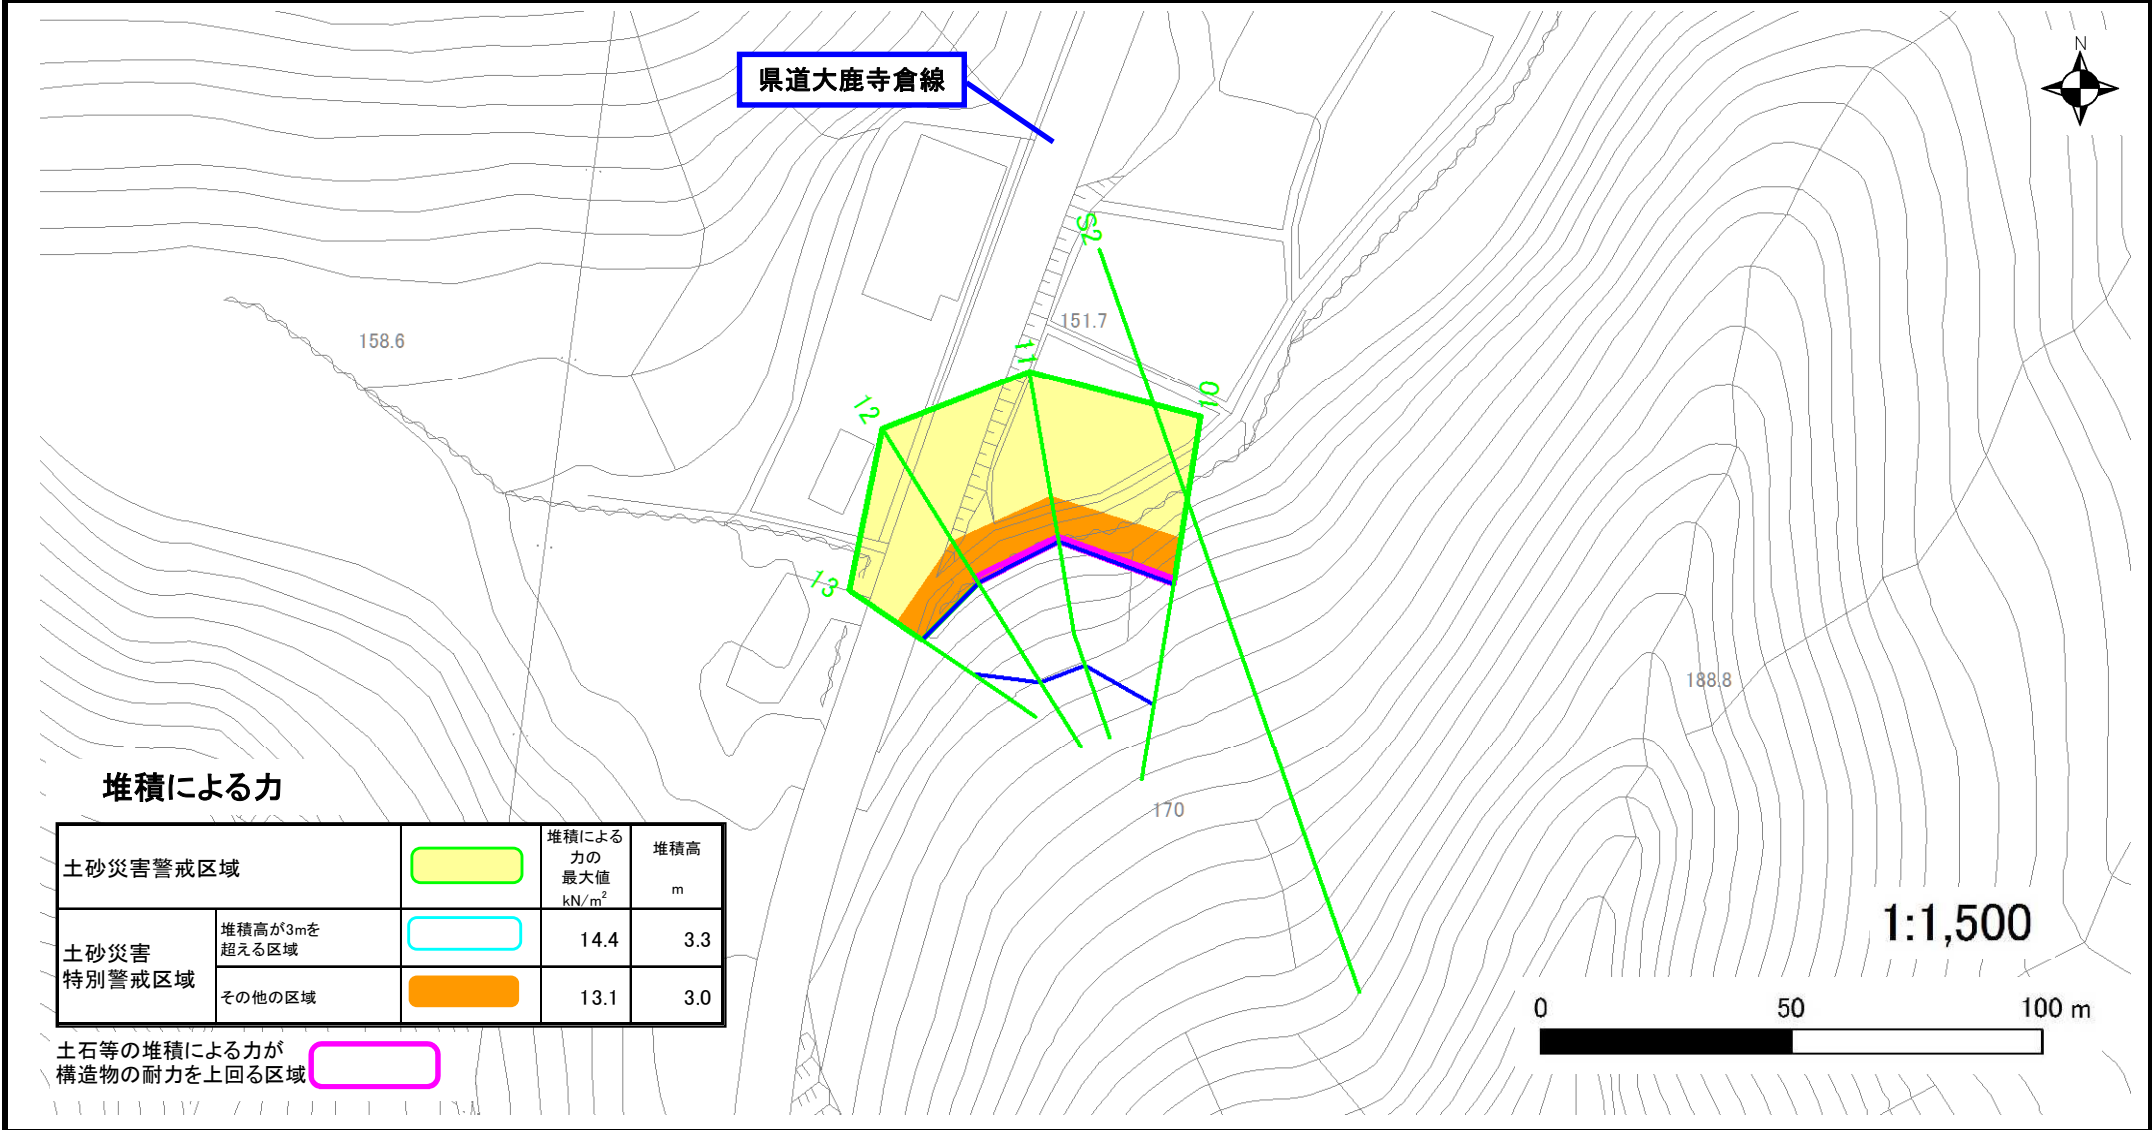 県道大鹿寺倉線
N
S2
151.7
158.6
11
01
12
13
188.8
170
堆積による力
土砂災害警戒区域
堆積による
力の
最大値
kN/m²
堆積高
m
土砂災害
特別警戒区域
堆積高が3mを
超える区域
14.4
3.3
その他の区域
13.1
3.0
土石等の堆積による力が
構造物の耐力を上回る区域
1:1,500
0 50 100 m